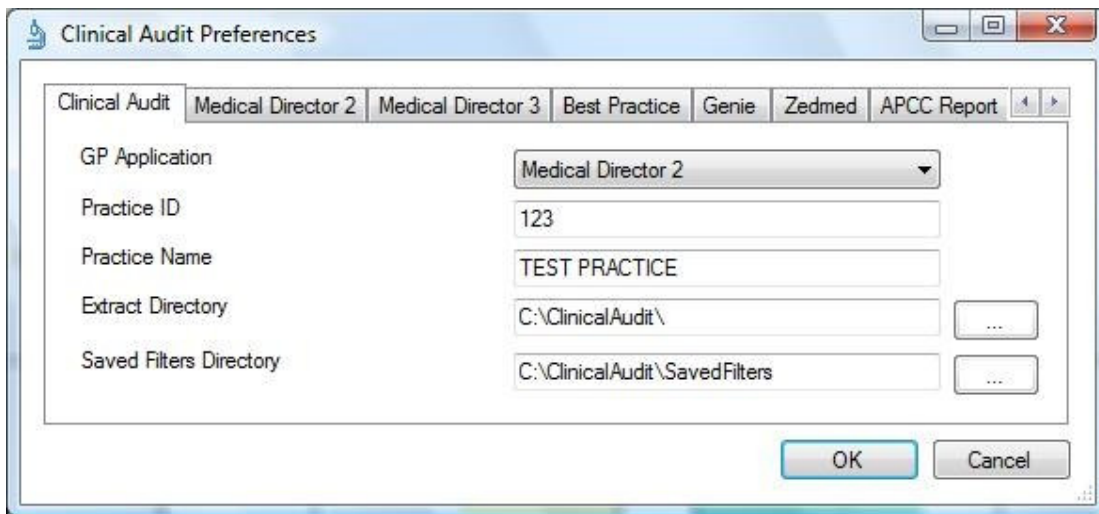 Clinical Audit Preferences
Clinical Audit Medical Director 2 Medical Director 3 Best Practice Genie Zedmed APCC Report
GP Application Medical Director 2
Practice ID 123
Practice Name TEST PRACTICE
Extract Directory C:\ClinicalAudit\ ...
Saved Filters Directory C:\ClinicalAudit\SavedFilters ...
OK Cancel